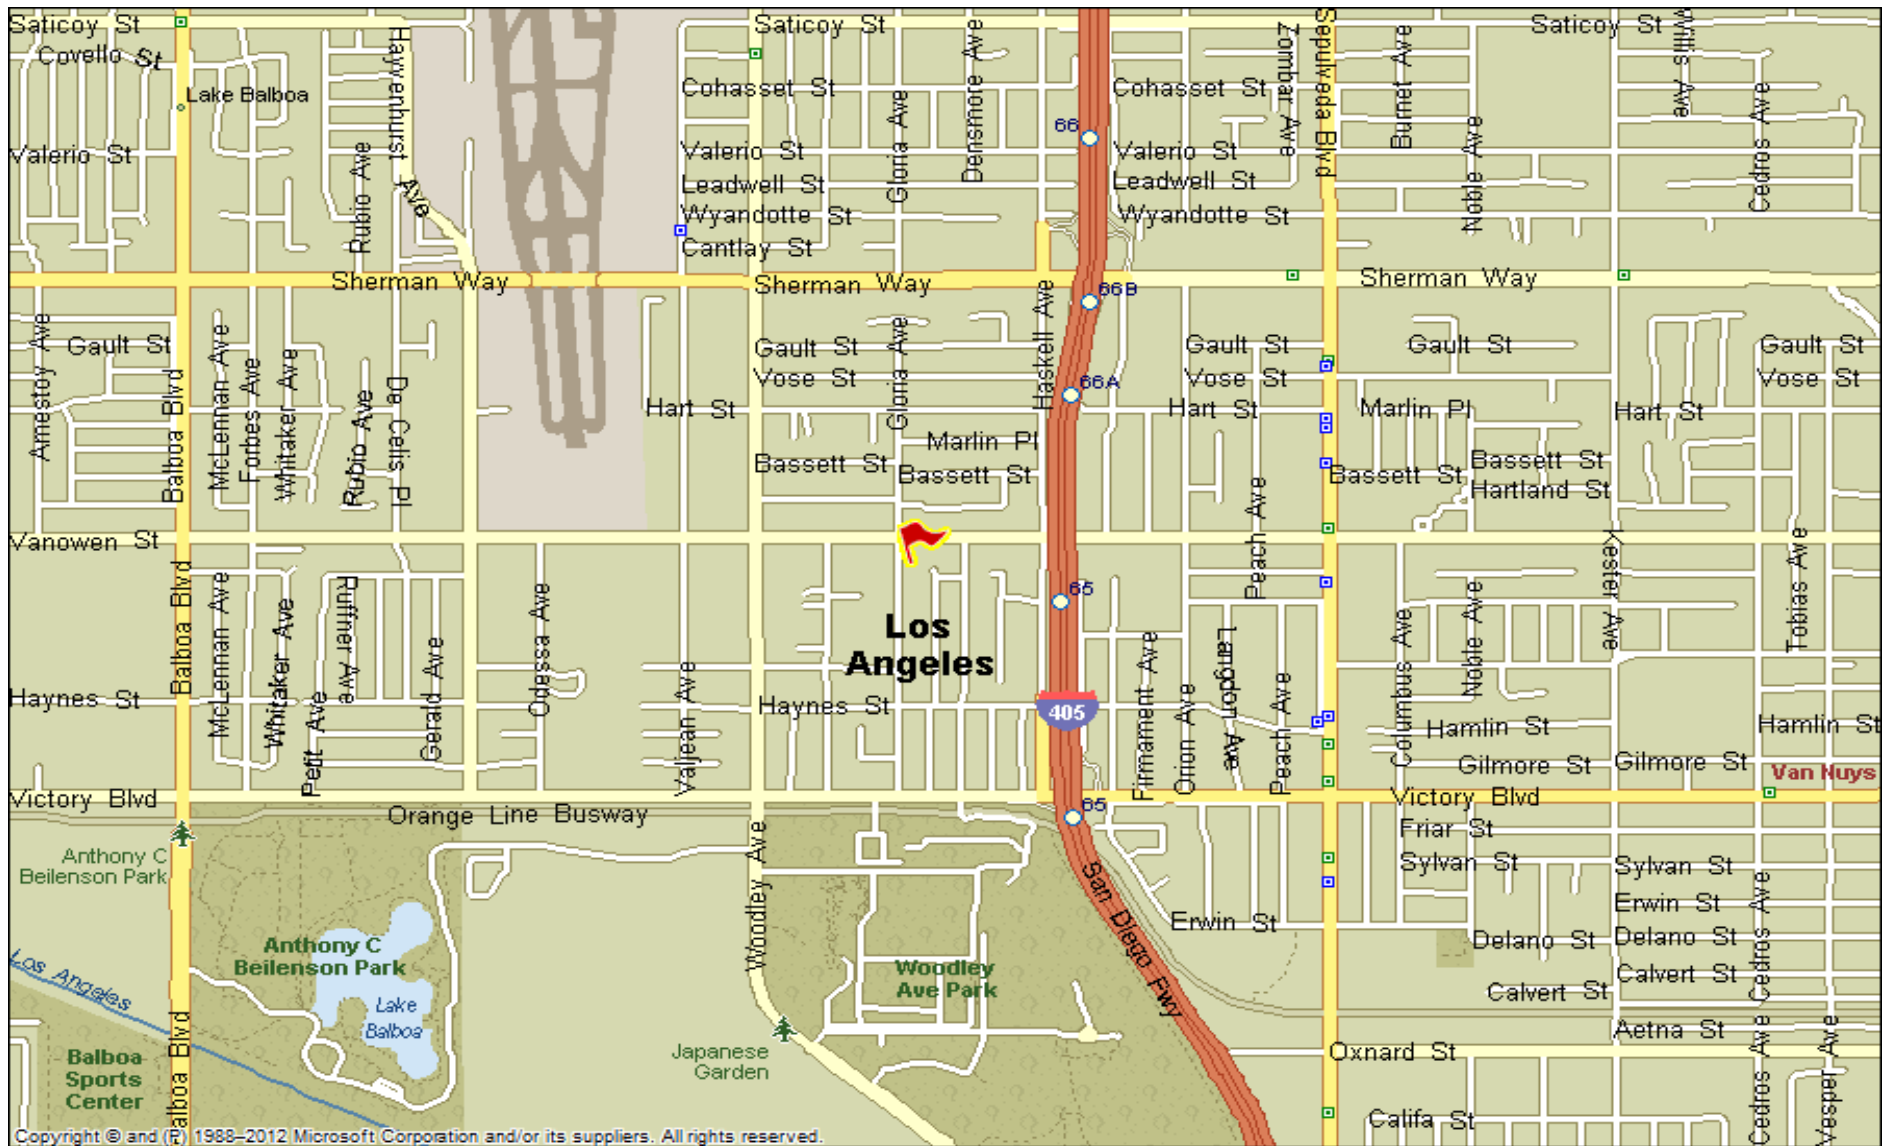 Saticoy St
Saticoy St
Saticoy St
Covello St
Hayvenhurst Ave
Densmore Ave
Zombar Ave
Sepulveda Blvd
Burnet Ave
Willis Ave
Lake Balboa
Cohasset St
Cohasset St
Gloria Ave
Cedros Ave
66
Valerio St
Valerio St
Valerio St
Rubio Ave
Noble Ave
Leadwell St
Leadwell St
Wyandotte St
Wyandotte St
Cantlay St
Sherman Way
Sherman Way
Sherman Way
66B
Haskell Ave
Amestoy Ave
Gault St
Gault St
Gault St
Gault St
Gault St
Balboa Blvd
McLennan Ave
Forbes Ave
Whitaker Ave
Rubio Ave
De Celis Pl
Gloria Ave
Vose St
Vose St
Vose St
66A
Hart St
Hart St
Marlin Pl
Hart St
Marlin Pl
Bassett St
Bassett St
Bassett St
Bassett St
Hartland St
Peach Ave
Vanowen St
Kester Ave
Tobias Ave
Balboa Blvd
McLennan Ave
Whitaker Ave
Ruffner Ave
Petit Ave
Gerald Ave
Odessa Ave
Valjean Ave
65
Los
Angeles
Firmament Ave
Orion Ave
Langdon Ave
Peach Ave
Columbus Ave
Noble Ave
Haynes St
Haynes St
405
Hamlin St
Hamlin St
Gilmore St
Gilmore St
Van Nuys
Victory Blvd
Victory Blvd
65
Orange Line Busway
Friar St
Anthony C
Beilenson Park
Woodley Ave
San Diego Fwy
Sylvan St
Sylvan St
Erwin St
Erwin St
Cedros Ave
Anthony C
Beilenson Park
Delano St
Delano St
Los Angeles
Woodley
Ave Park
Calvert St
Calvert St
Lake
Balboa
Balboa Blvd
Aetna St
Japanese
Garden
Oxnard St
Balboa
Sports
Center
Cedros Ave
Vesper Ave
Califa St
Copyright © and (P) 1988–2012 Microsoft Corporation and/or its suppliers. All rights reserved.